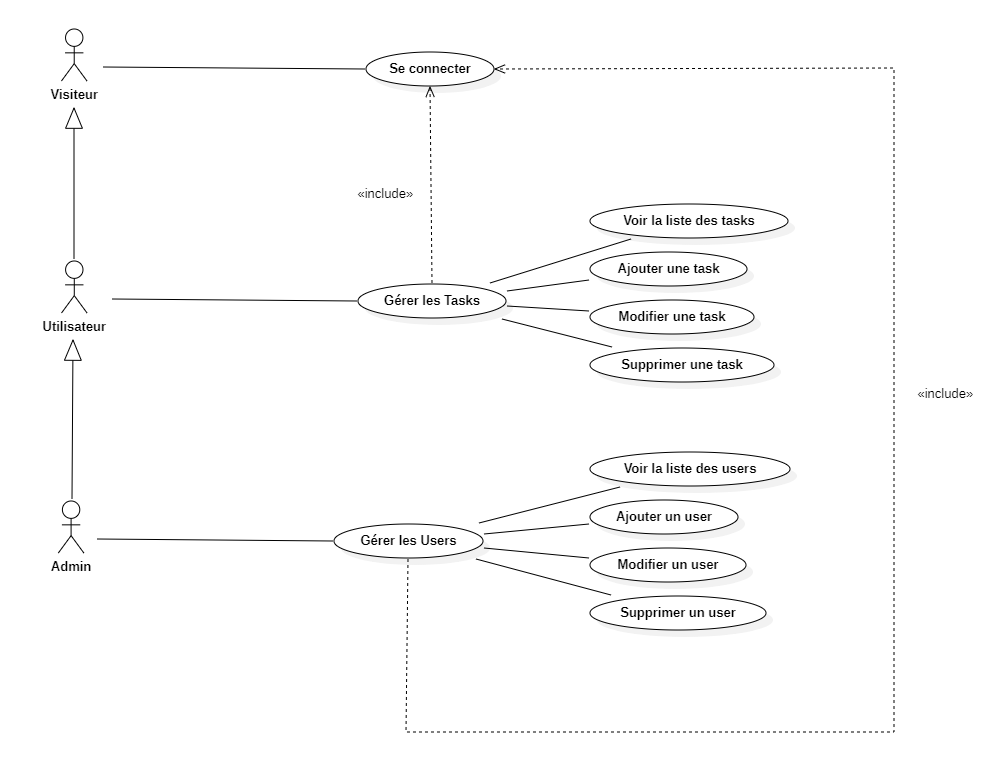 Se connecter
Visiteur
«include»
Voir la liste des tasks
Ajouter une task
Gérer les Tasks
Modifier une task
Utilisateur
Supprimer une task
«include»
Voir la liste des users
Ajouter un user
Gérer les Users
Modifier un user
Admin
Supprimer un user